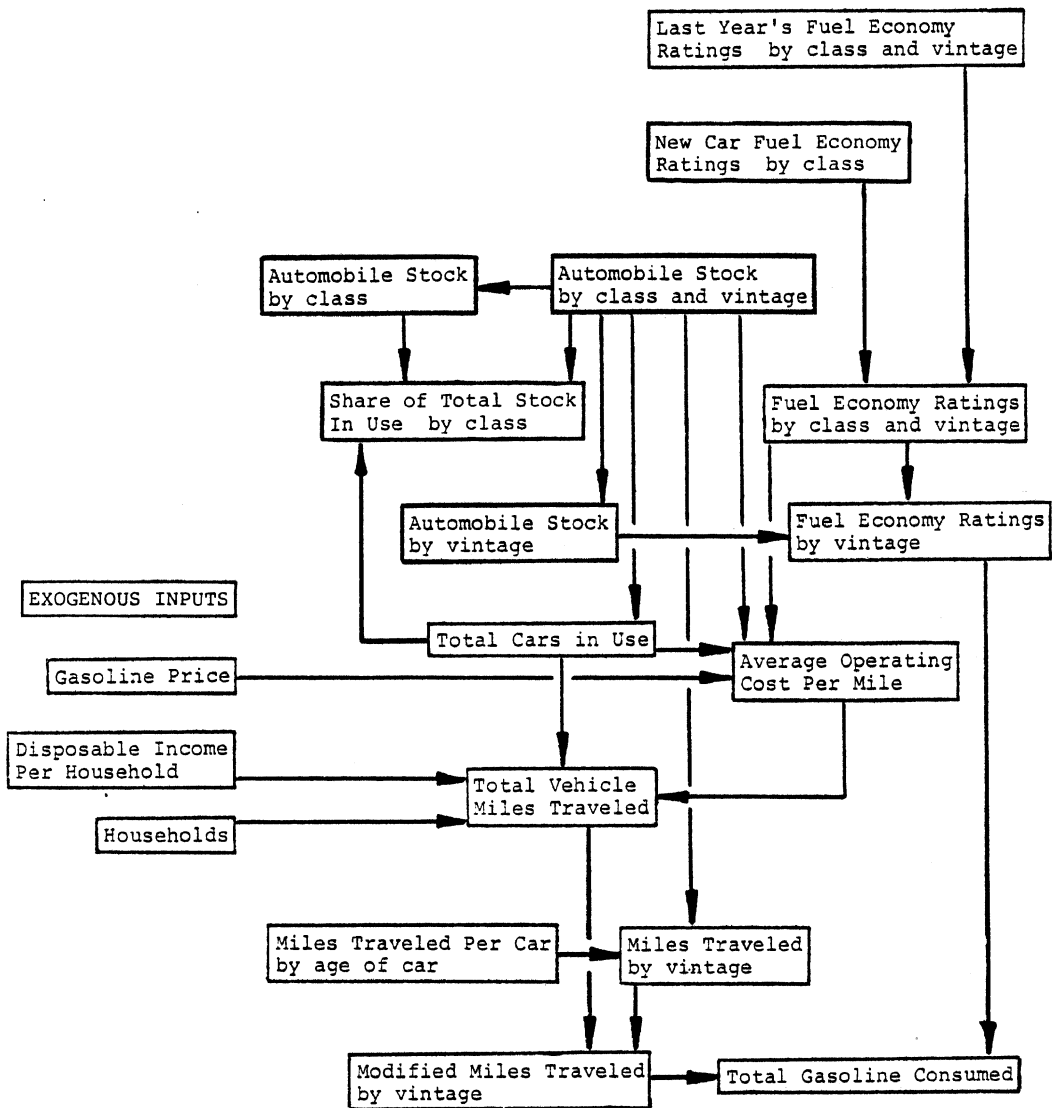 Last Year's Fuel Economy
Ratings by class and vintage
New Car Fuel Economy
Ratings by class
Automobile Stock
by class
Automobile Stock
by class and vintage
Share of Total Stock
In Use by class
Fuel Economy Ratings
by class and vintage
Automobile Stock
by vintage
Fuel Economy Ratings
by vintage
EXOGENOUS INPUTS
Total Cars in Use
Average Operating
Cost Per Mile
Gasoline Price
Disposable Income
Per Household
Total Vehicle
Miles Traveled
Households
Miles Traveled Per Car
by age of car
Miles Traveled
by vintage
Modified Miles Traveled
by vintage
Total Gasoline Consumed